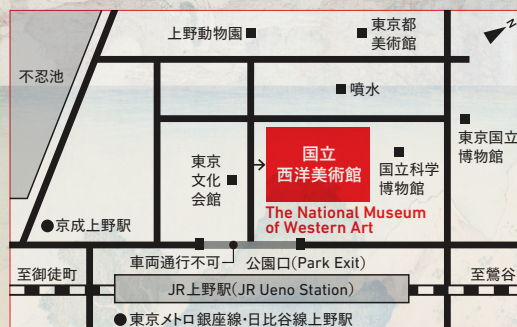 上野動物園
東京都
美術館
N
不忍池
噴水
東京国立
博物館
国立
西洋美術館
国立科学
博物館
東京
文化
会館
The National Museum
of Western Art
京成上野駅
車両通行不可
公園口(Park Exit)
至御徒町
至鶯谷
JR上野駅(JR Ueno Station)
東京メトロ銀座線・日比谷線上野駅